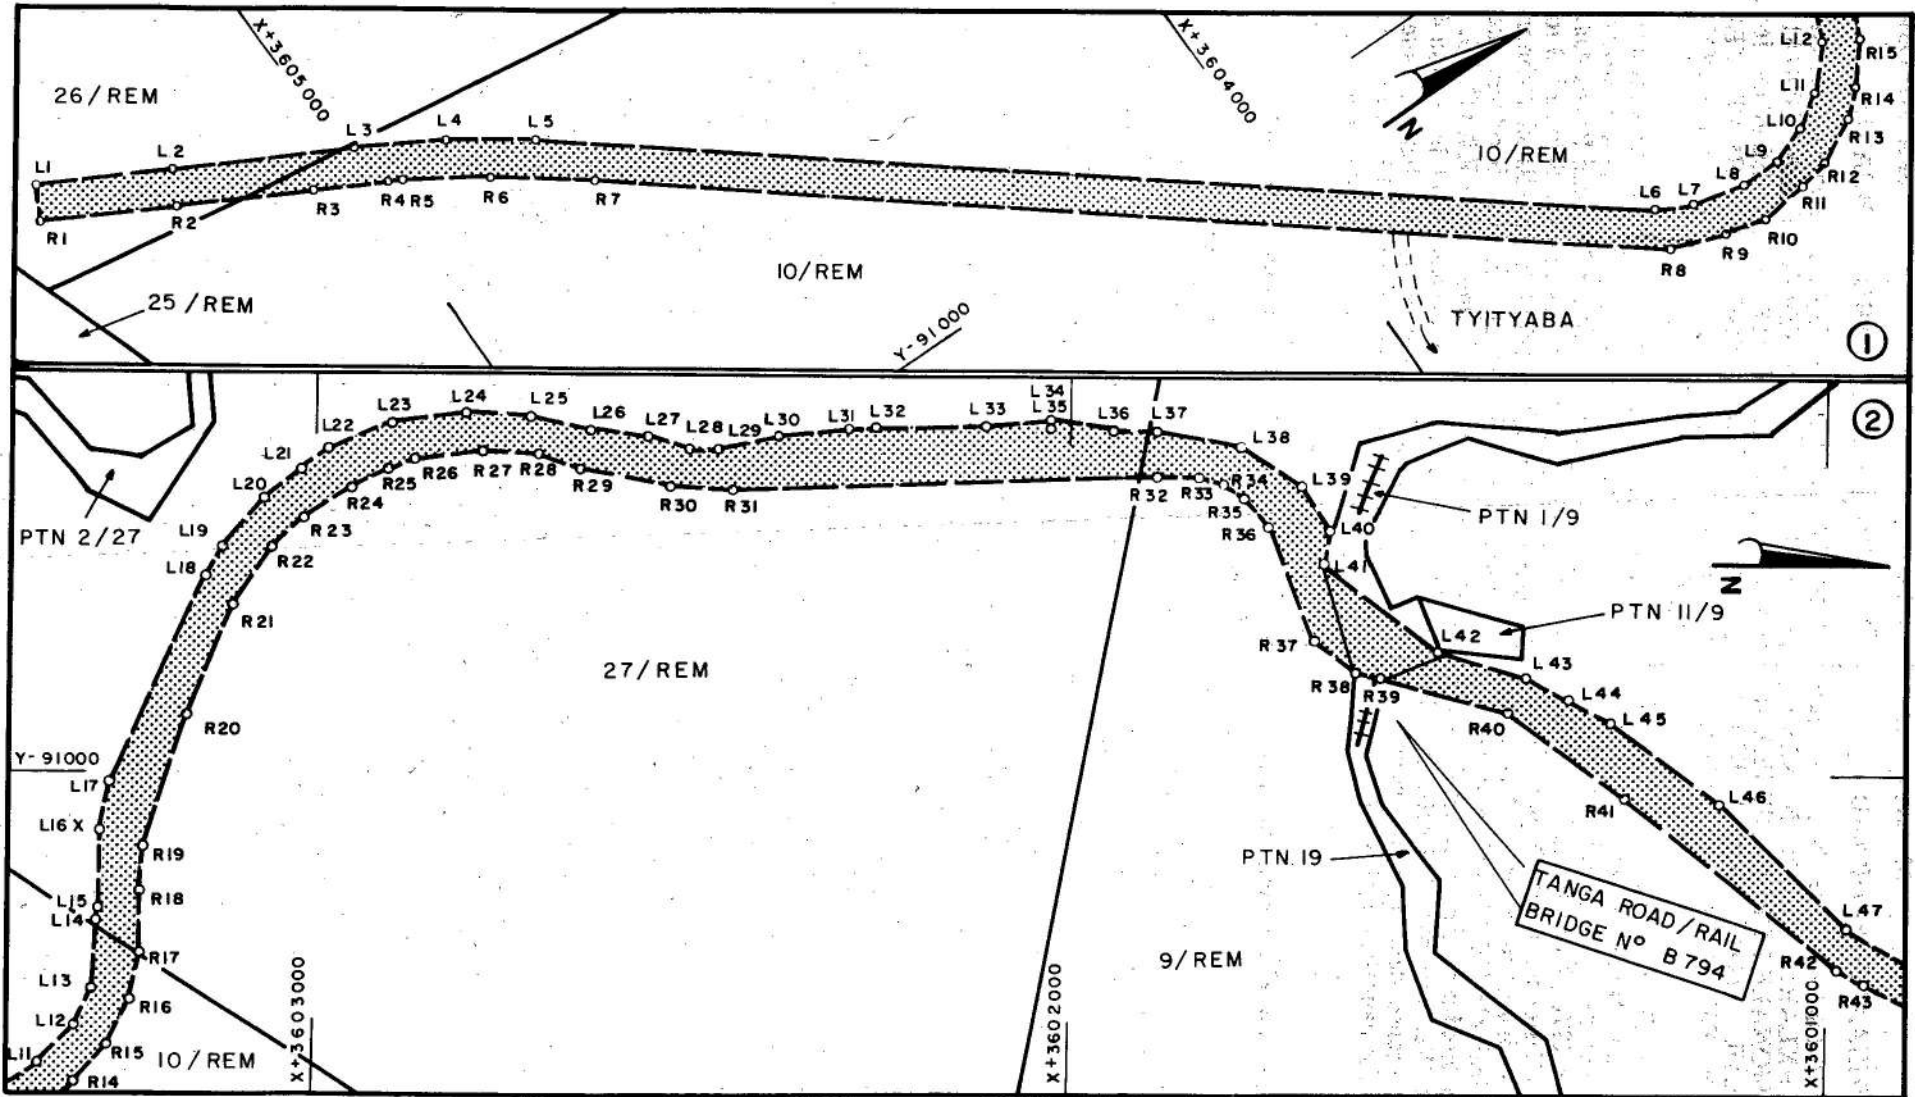 X+3605000
X+3604000
L12
R15
26/REM
L3
L4
L5
L11
R14
N
L10
R13
L2
10/REM
L9
L1
L8
R12
L6
L7
R11
R4
R5
R6
R7
R3
R2
R10
R1
R9
R8
10/REM
25/REM
Y-91000
TYITYABA
1
L24
L34
L23
L25
L35
2
L22
L26
L27
L30
L31
L32
L33
L36
L37
L28
L29
L38
L21
R26
R27
R28
R25
R29
L20
R24
R34
L39
R30
R31
R32
R33
R35
PTN 1/9
PTN 2/27
L19
R23
R36
L40
R22
L18
L41
N
R21
PTN 11/9
L42
R37
27/REM
L43
R38
R39
L44
R20
L45
R40
Y-91000
L17
L46
R41
L16 X
R19
PTN.19
R18
TANGA ROAD/RAIL
BRIDGE Nº B794
L15
L14
L47
R17
9/REM
R42
L13
R16
R43
L12
L11
R15
10/REM
R14
X+3603000
X+3602000
X+3601000